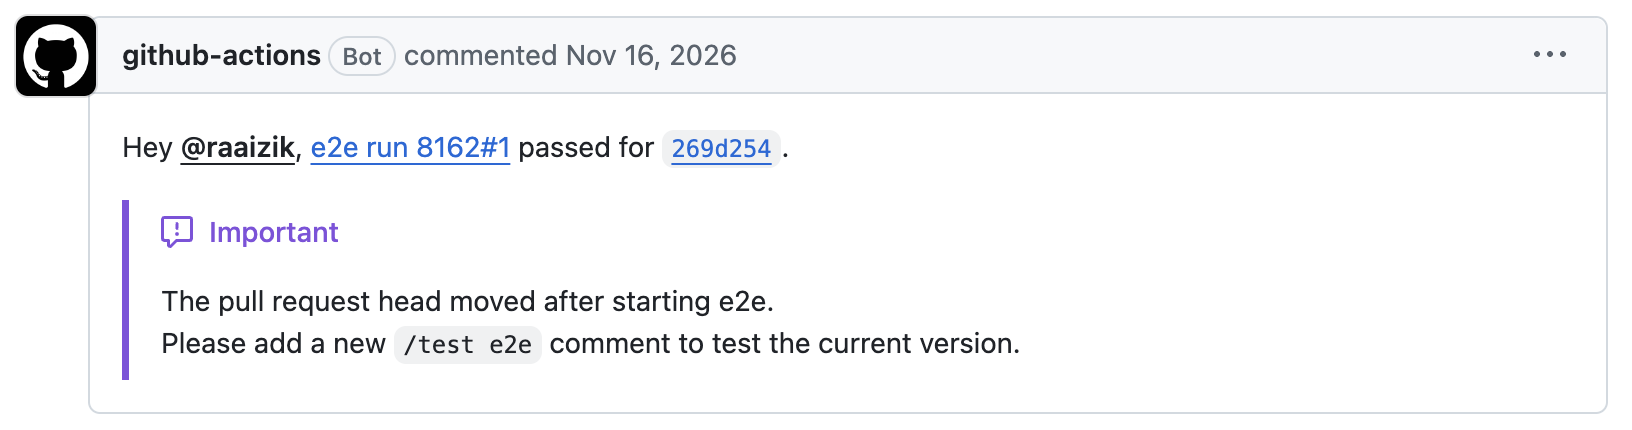 github-actions Bot commented Nov 16, 2026
Hey @raaizik, e2e run 8162#1 passed for 269d254.
Important
The pull request head moved after starting e2e.
Please add a new /test e2e comment to test the current version.